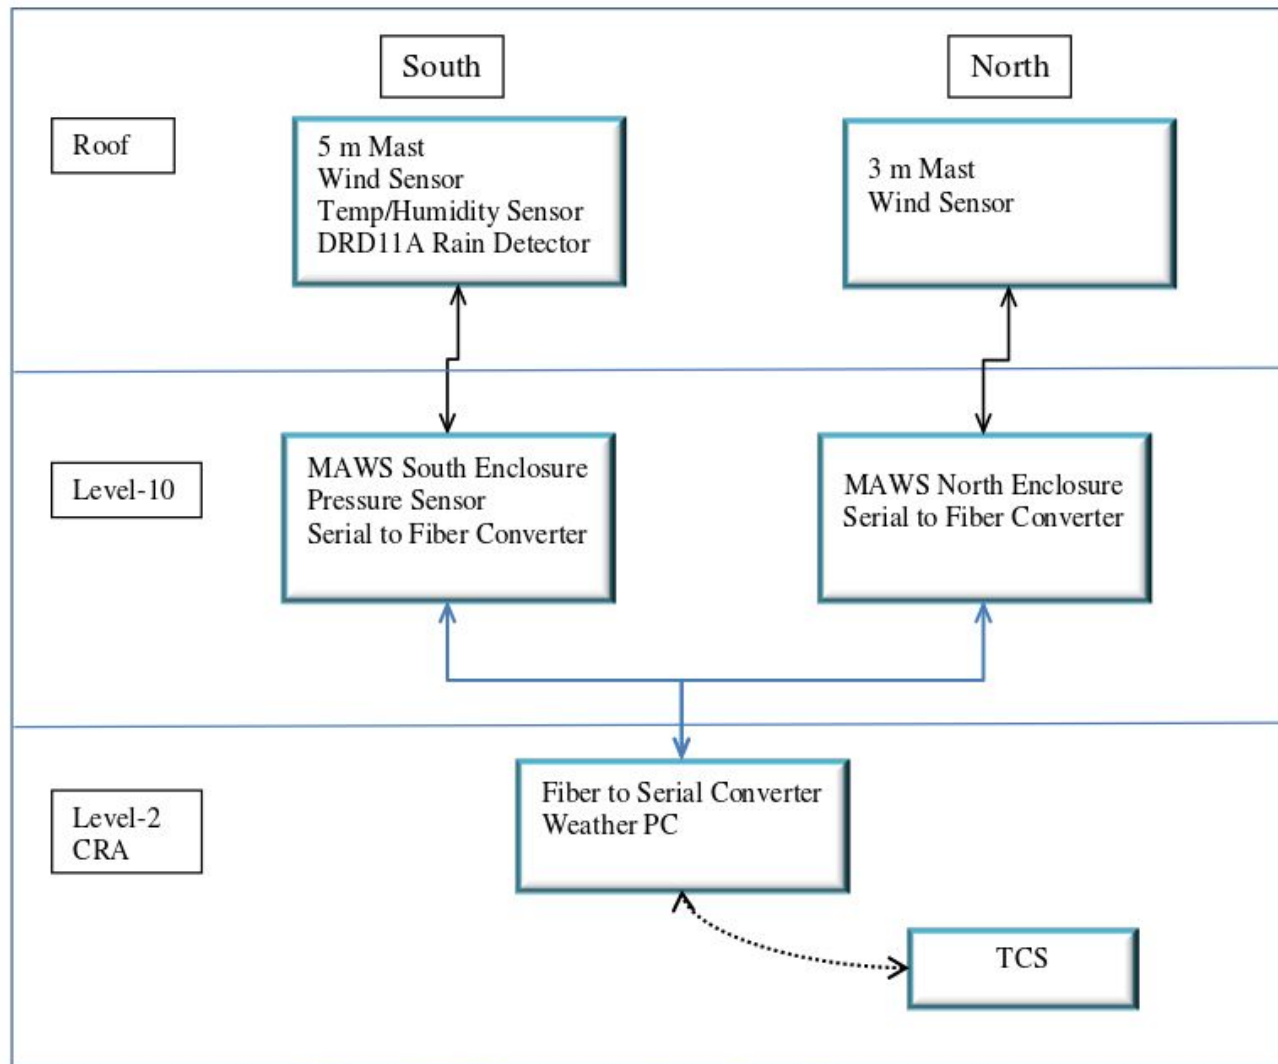 South
North
Roof
5 m Mast
Wind Sensor
Temp/Humidity Sensor
DRD11A Rain Detector
3 m Mast
Wind Sensor
Level-10
MAWS South Enclosure
Pressure Sensor
Serial to Fiber Converter
MAWS North Enclosure
Serial to Fiber Converter
Level-2
CRA
Fiber to Serial Converter
Weather PC
TCS